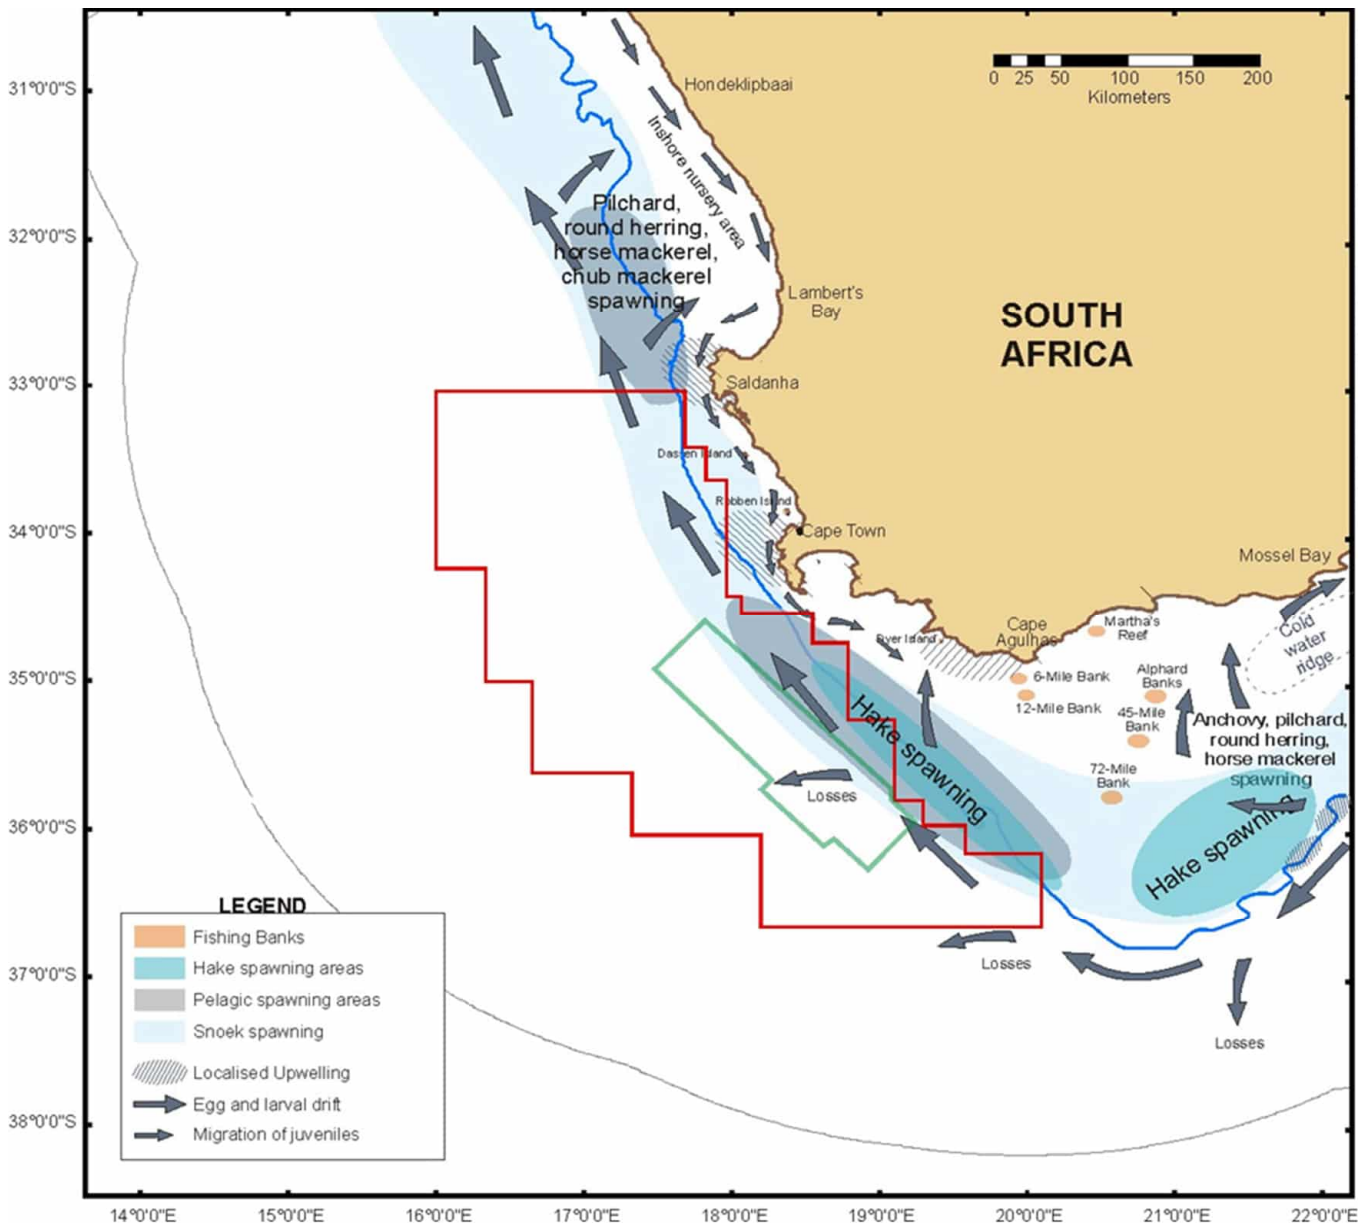 Hondeklipbaai
0 25 50 100 150 200
Kilometers
31°0'0"S
Inshore nursery area
Pilchard,
round herring,
horse mackerel,
chub mackerel
spawning
32°0'0"S
Lambert's
Bay
SOUTH
AFRICA
33°0'0"S
Saldanha
Dassen Island
Robben Island
34°0'0"S
Cape Town
Mossel Bay
Cape
Agulhas
Martha's
Reef
Dyer Island
Cold
water
ridge
35°0'0"S
6-Mile Bank
Alphard
Banks
12-Mile Bank
45-Mile
Bank
Anchovy, pilchard,
round herring,
horse mackerel
spawning
Hake spawning
72-Mile
Bank
Losses
36°0'0"S
Hake spawning
LEGEND
Fishing Banks
Hake spawning areas
Pelagic spawning areas
Snoek spawning
Localised Upwelling
Egg and larval drift
Migration of juveniles
Losses
37°0'0"S
Losses
38°0'0"S
14°0'0"E 15°0'0"E 16°0'0"E 17°0'0"E 18°0'0"E 19°0'0"E 20°0'0"E 21°0'0"E 22°0'0"E